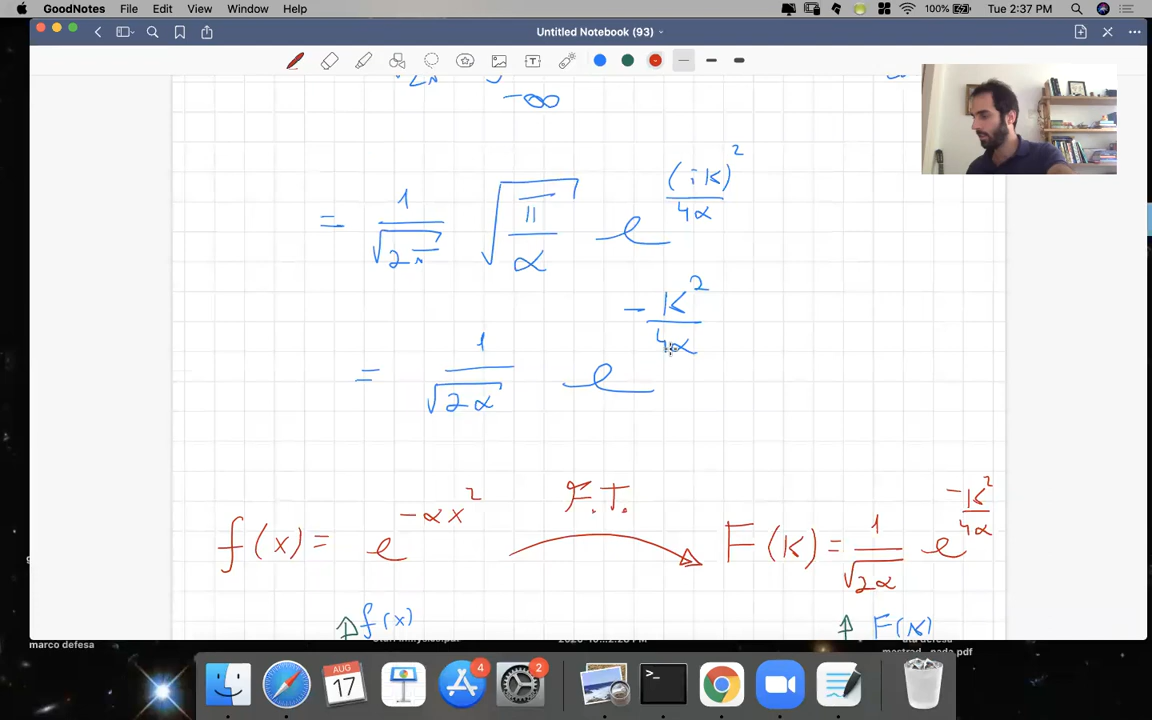 GoodNotes File Edit View Window Help 100% Tue 2:37 PM
Untitled Notebook (93)
-∞
= 1/√2π √π/α e^(iK)²/4α
= 1/√2α e^-K²/4α
F.T.
f(x) = e^-αx² F(K) = 1/√2α e^-K²/4α
f(x) F(K)
marco defesa
AUG
17
4
2